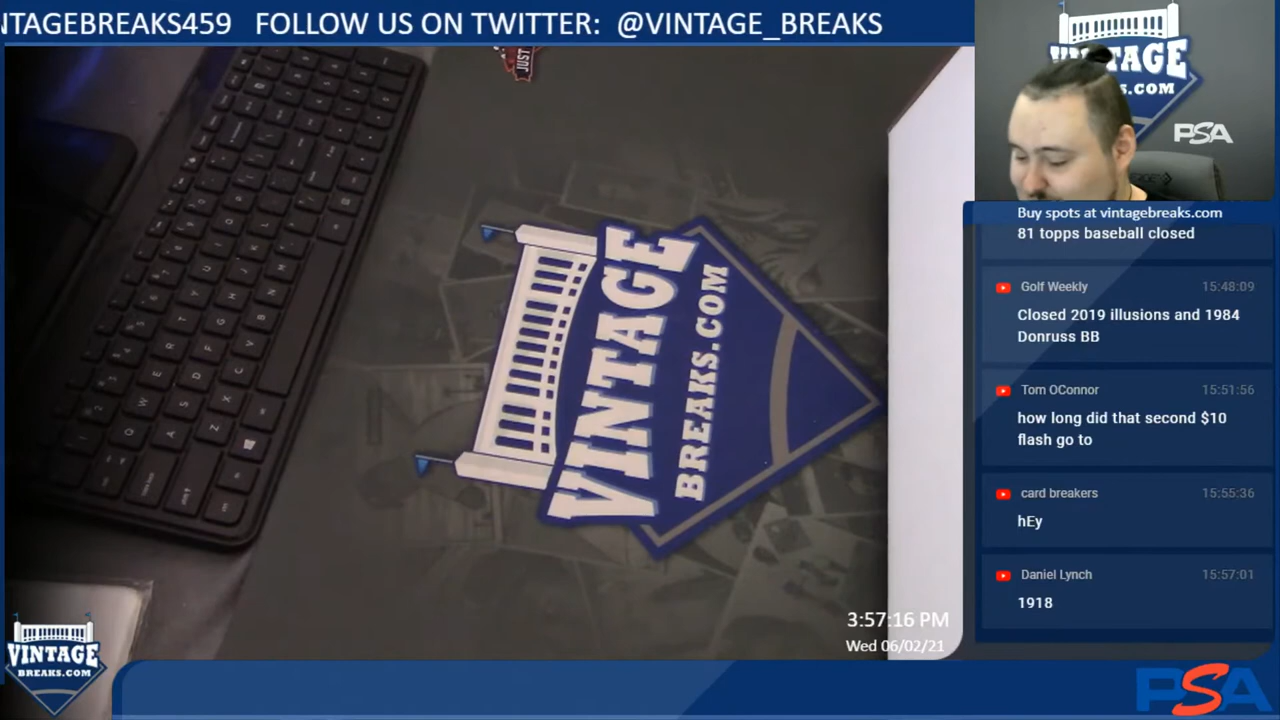 NTAGEBREAKS459 FOLLOW US ON TWITTER: @VINTAGE_BREAKS
JUST
VINTAGE
BREAKS.COM
PSA
Buy spots at vintagebreaks.com
81 topps baseball closed
Golf Weekly 15:48:09
Closed 2019 illusions and 1984
Donruss BB
Tom OConnor 15:51:56
how long did that second $10
flash go to
card breakers 15:55:36
hEy
Daniel Lynch 15:57:01
1918
3:57:16 PM
Wed 06/02/21
VINTAGE
BREAKS.COM
PSA